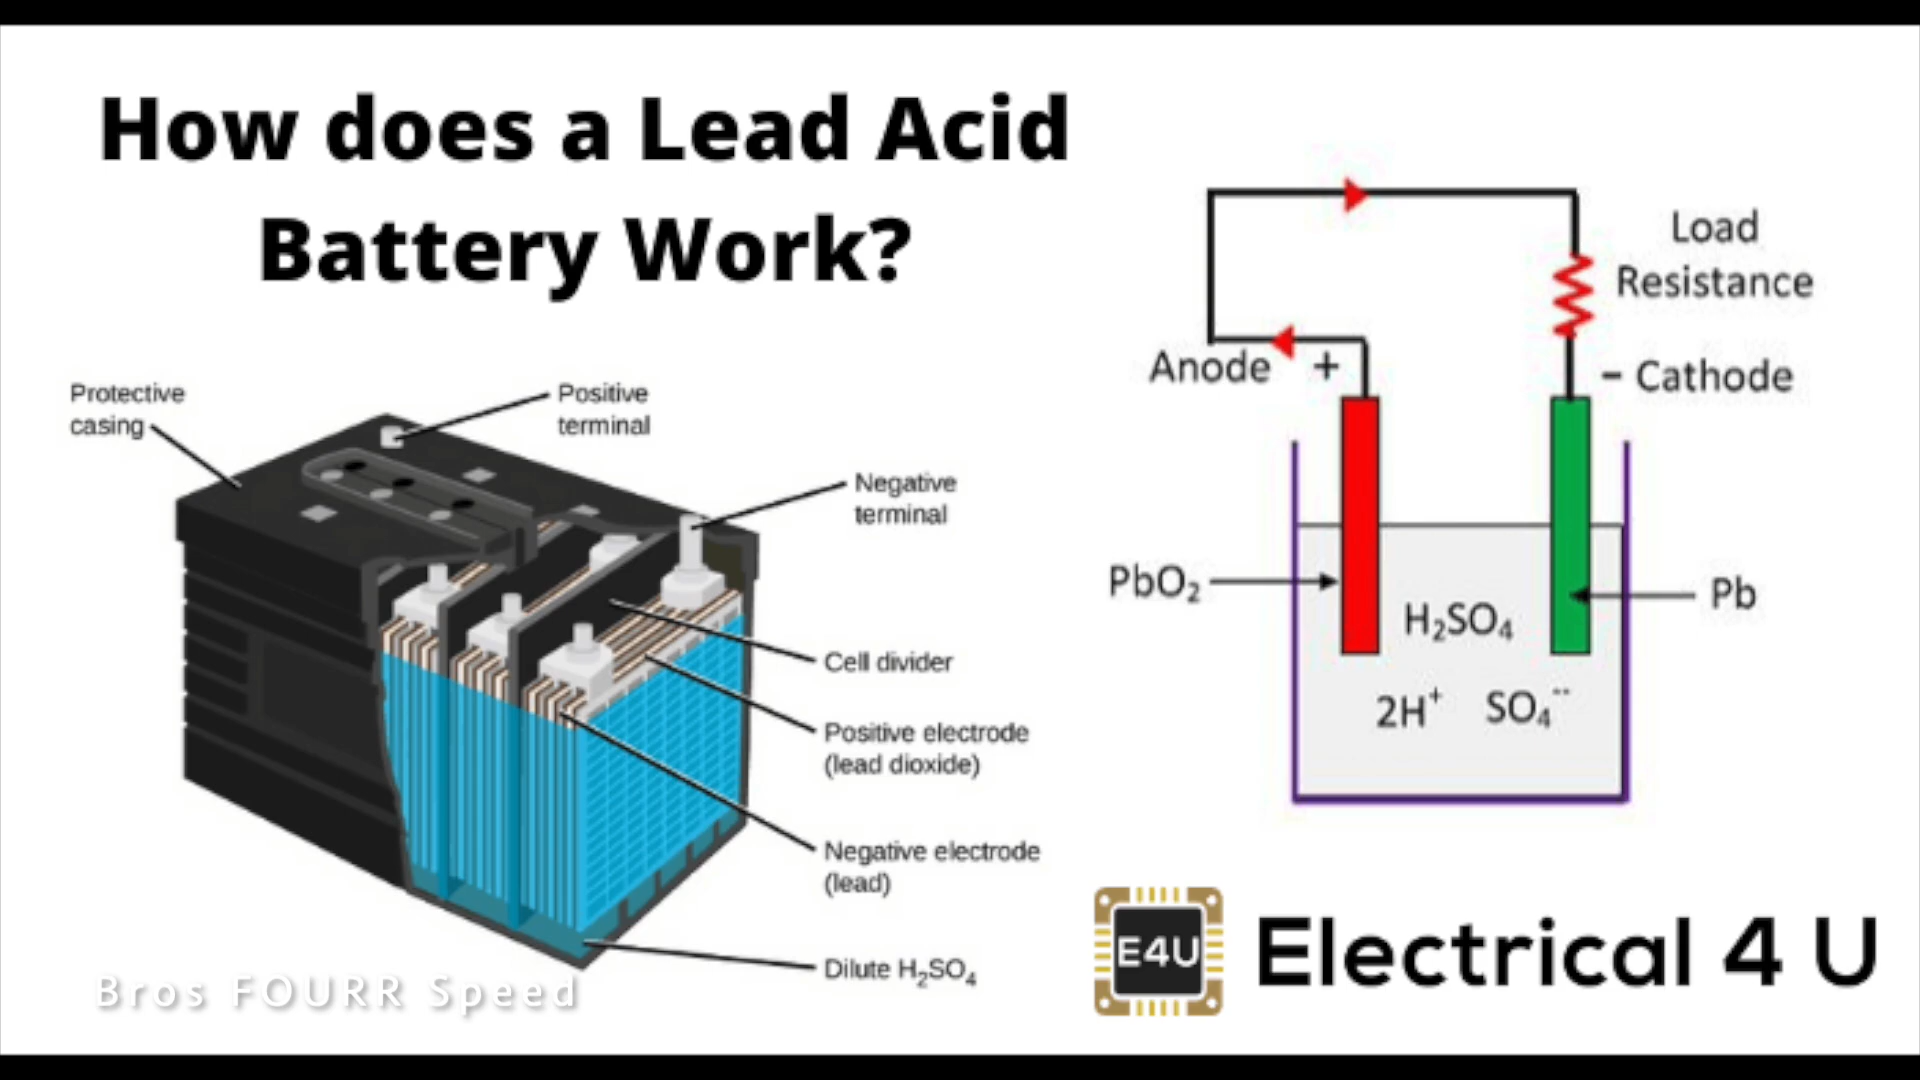 How does a Lead Acid
Battery Work?
Protective
casing
Positive
terminal
Negative
terminal
Cell divider
Positive electrode
(lead dioxide)
Negative electrode
(lead)
Dilute H₂SO₄
Load
Resistance
Anode +
– Cathode
PbO₂
Pb
H₂SO₄
2H⁺ SO₄⁻⁻
E4U
Electrical 4 U
Bros FOURR Speed